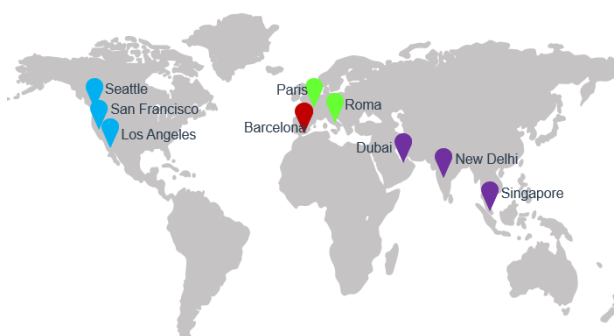 Seattle
San Francisco
Los Angeles
Paris
Roma
Barcelona
Dubai
New Delhi
Singapore